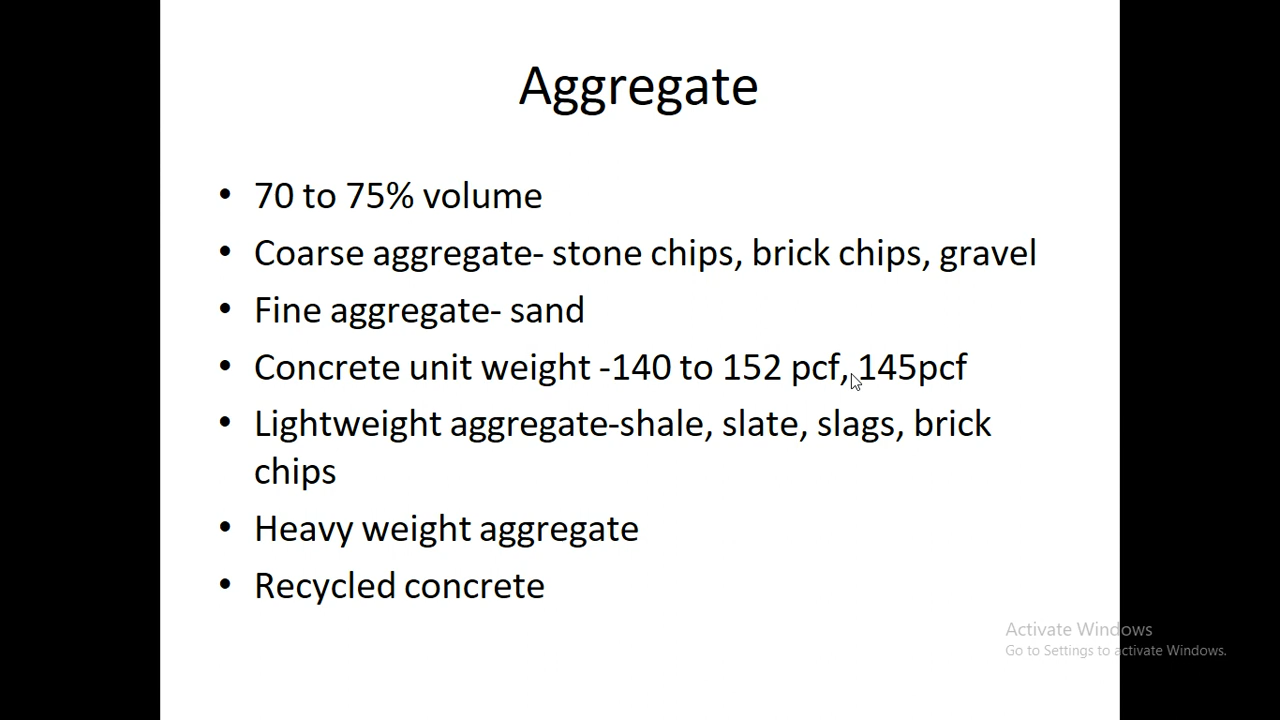 Aggregate
• 70 to 75% volume
• Coarse aggregate- stone chips, brick chips, gravel
• Fine aggregate- sand
• Concrete unit weight -140 to 152 pcf, 145pcf
• Lightweight aggregate-shale, slate, slags, brick
chips
• Heavy weight aggregate
• Recycled concrete
Activate Windows
Go to Settings to activate Windows.